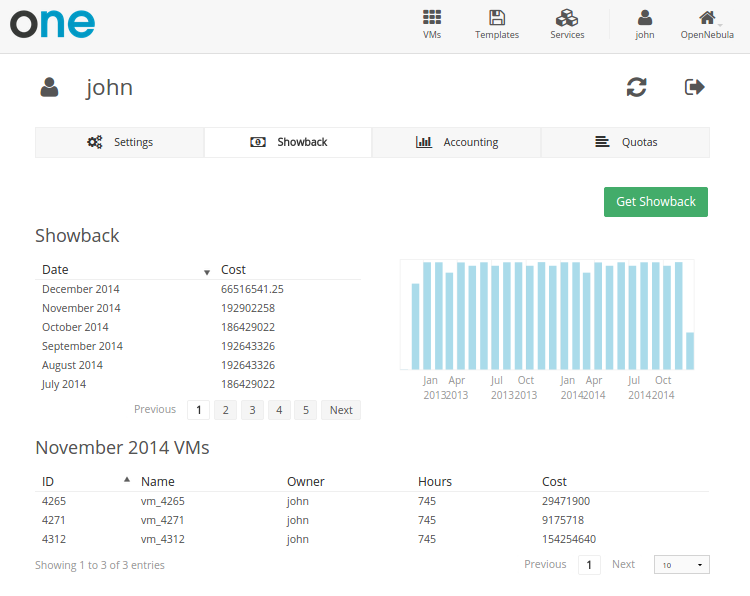 one
VMs Templates Services john OpenNebula
john
Settings Showback Accounting Quotas
Get Showback
Showback
Date Cost
December 2014 66516541.25
November 2014 192902258
October 2014 186429022
September 2014 192643326
August 2014 192643326
July 2014 186429022
Previous 1 2 3 4 5 Next
Jan Apr Jul Oct Jan Apr Jul Oct
2013 2013 2013 2013 2014 2014 2014 2014
November 2014 VMs
ID Name Owner Hours Cost
4265 vm_4265 john 745 29471900
4271 vm_4271 john 745 9175718
4312 vm_4312 john 745 154254640
Showing 1 to 3 of 3 entries Previous 1 Next 10